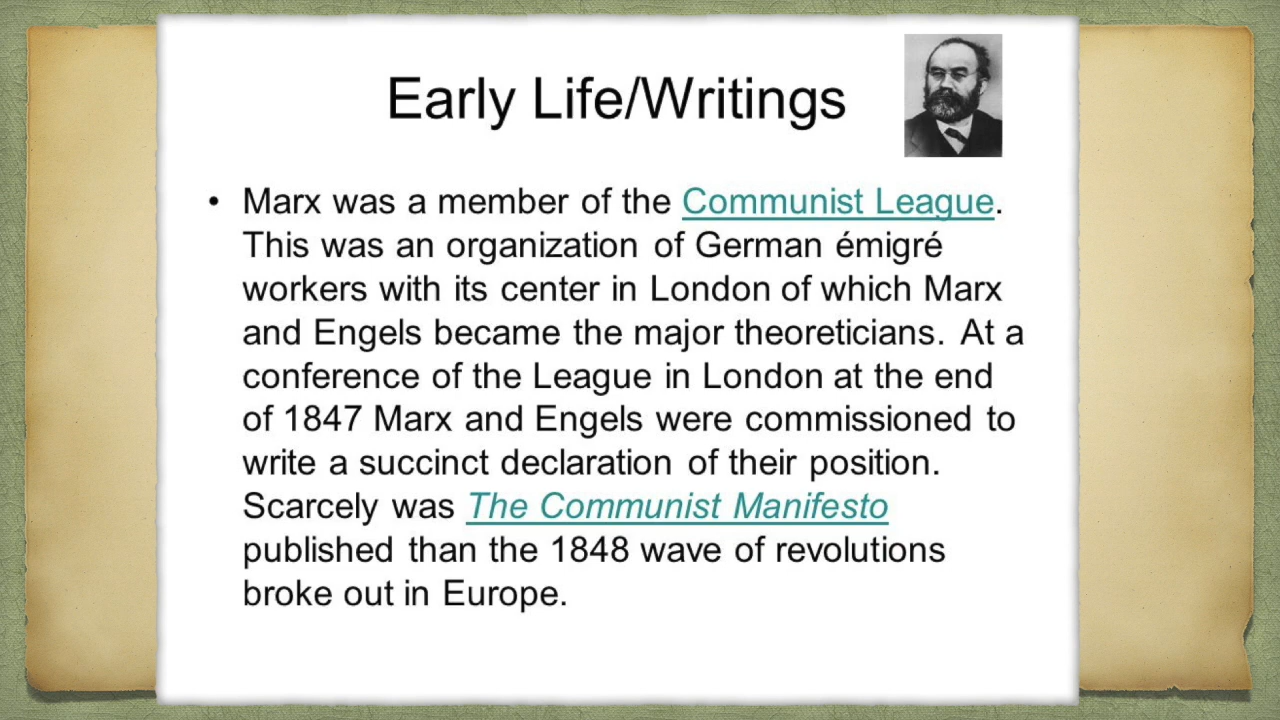 Early Life/Writings
• Marx was a member of the Communist League.
This was an organization of German émigré
workers with its center in London of which Marx
and Engels became the major theoreticians. At a
conference of the League in London at the end
of 1847 Marx and Engels were commissioned to
write a succinct declaration of their position.
Scarcely was The Communist Manifesto
published than the 1848 wave of revolutions
broke out in Europe.